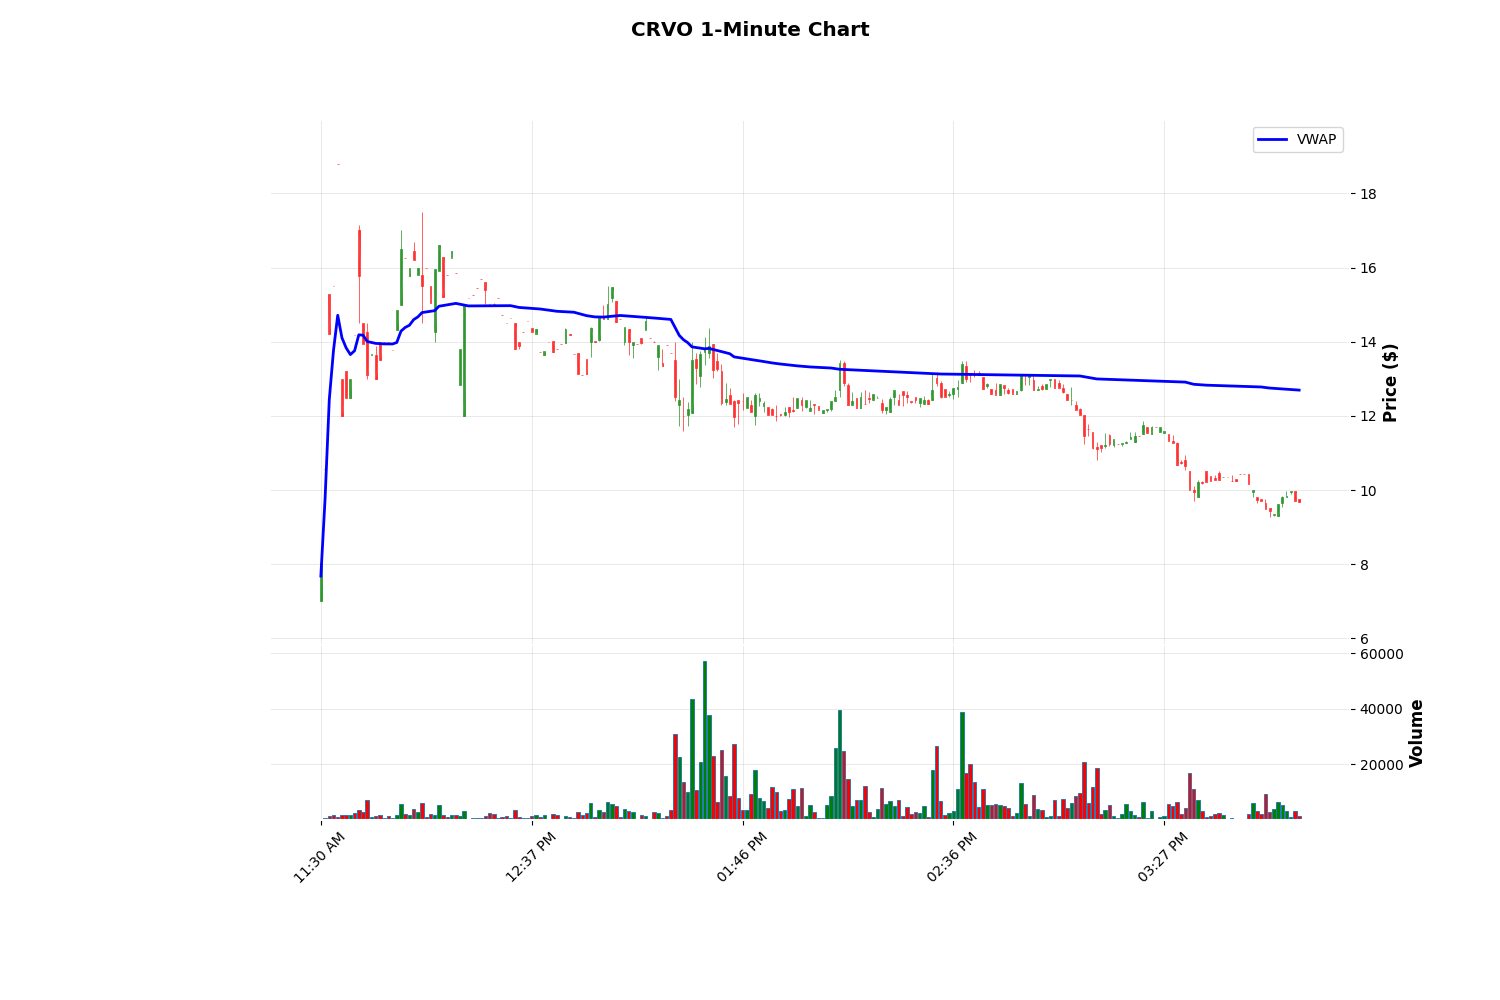 CRVO 1-Minute Chart
VWAP
18
16
14
12
10
8
6
Price ($)
60000
40000
20000
Volume
11:30 AM
12:37 PM
01:46 PM
02:36 PM
03:27 PM